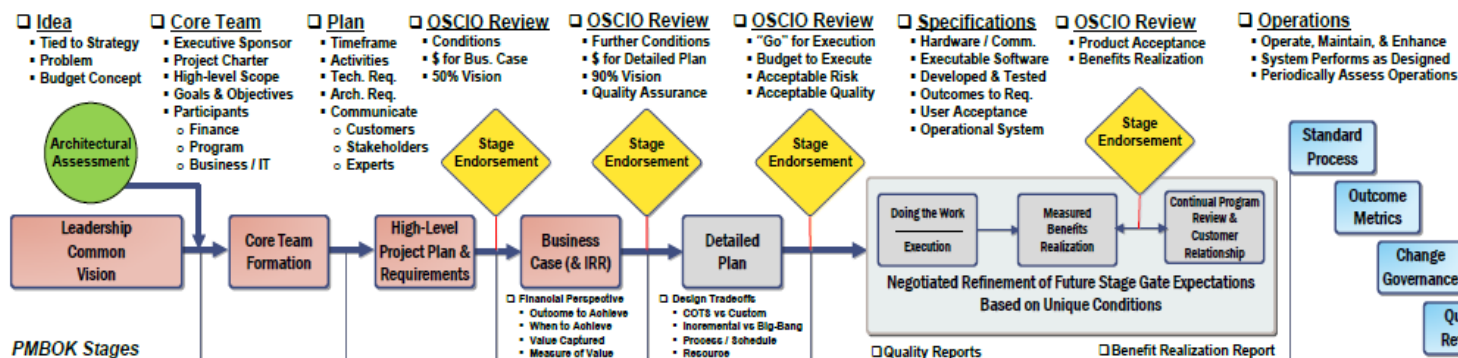 ❑ Idea
▪ Tied to Strategy
▪ Problem
▪ Budget Concept
❑ Core Team
▪ Executive Sponsor
▪ Project Charter
▪ High-level Scope
▪ Goals & Objectives
▪ Participants
o Finance
o Program
o Business / IT
❑ Plan
▪ Timeframe
▪ Activities
▪ Tech. Req.
▪ Arch. Req.
▪ Communicate
o Customers
o Stakeholders
o Experts
❑ OSCIO Review
▪ Conditions
▪ $ for Bus. Case
▪ 50% Vision
❑ OSCIO Review
▪ Further Conditions
▪ $ for Detailed Plan
▪ 90% Vision
▪ Quality Assurance
❑ OSCIO Review
▪ "Go" for Execution
▪ Budget to Execute
▪ Acceptable Risk
▪ Acceptable Quality
❑ Specifications
▪ Hardware / Comm.
▪ Executable Software
▪ Developed & Tested
▪ Outcomes to Req.
▪ User Acceptance
▪ Operational System
❑ OSCIO Review
▪ Product Acceptance
▪ Benefits Realization
❑ Operations
▪ Operate, Maintain, & Enhance
▪ System Performs as Designed
▪ Periodically Assess Operations
Architectural
Assessment
Stage
Endorsement
Stage
Endorsement
Stage
Endorsement
Stage
Endorsement
Leadership
Common
Vision
Core Team
Formation
High-Level
Project Plan &
Requirements
Business
Case (& IRR)
Detailed
Plan
Doing the Work
Execution
Measured
Benefits
Realization
Continual Program
Review &
Customer
Relationship
Negotiated Refinement of Future Stage Gate Expectations
Based on Unique Conditions
Standard
Process
Outcome
Metrics
Change
Governance
❑ Financial Perspective
▪ Outcome to Achieve
▪ When to Achieve
▪ Value Captured
▪ Measure of Value
❑ Design Tradeoffs
▪ COTS vs Custom
▪ Incremental vs Big-Bang
▪ Process / Schedule
▪ Resource
❑Quality Reports
❑Benefit Realization Report
PMBOK Stages